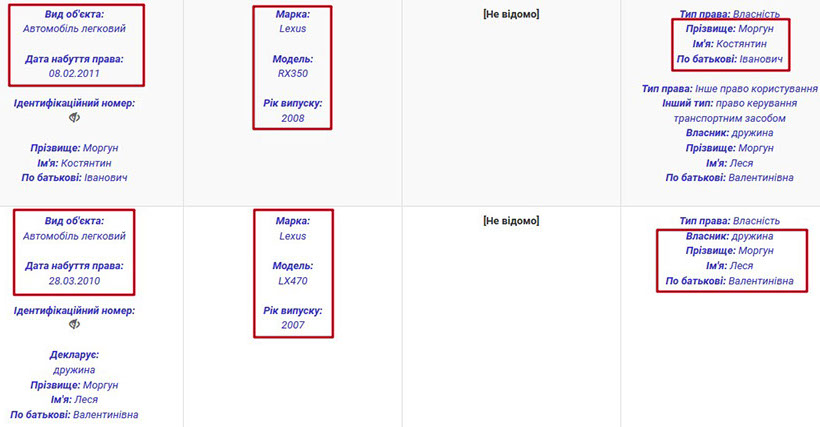 Вид об'єкта:
Автомобіль легковий
Дата набуття права:
08.02.2011
Ідентифікаційний номер:
Прізвище: Моргун
Ім'я: Костянтин
По батькові: Іванович
Марка:
Lexus
Модель:
RX350
Рік випуску:
2008
[Не відомо]
Тип права: Власність
Прізвище: Моргун
Ім'я: Костянтин
По батькові: Іванович
Тип права: Інше право користування
Інший тип: право керування
транспортним засобом
Власник: дружина
Прізвище: Моргун
Ім'я: Леся
По батькові: Валентинівна
Вид об'єкта:
Автомобіль легковий
Дата набуття права:
28.03.2010
Ідентифікаційний номер:
Декларує:
дружина
Прізвище: Моргун
Ім'я: Леся
По батькові: Валентинівна
Марка:
Lexus
Модель:
LX470
Рік випуску:
2007
[Не відомо]
Тип права: Власність
Власник: дружина
Прізвище: Моргун
Ім'я: Леся
По батькові: Валентинівна